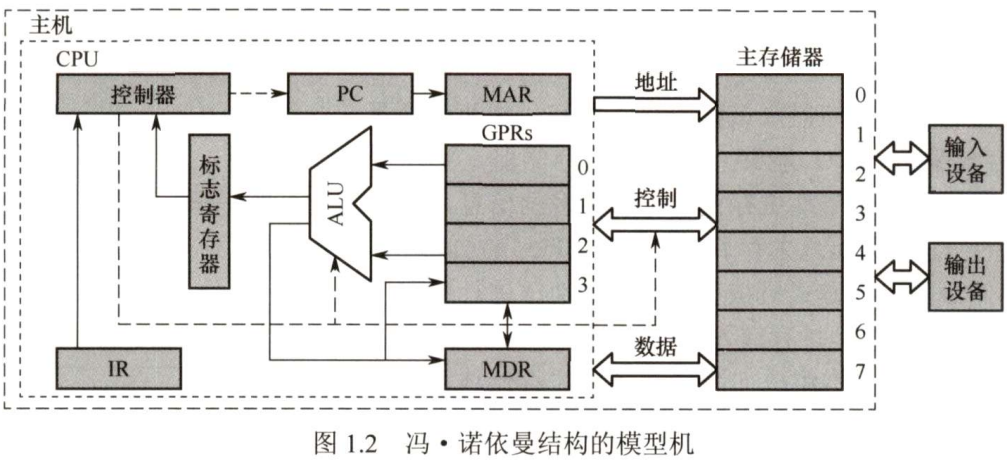 主机
CPU
主存储器
控制器
PC
MAR
地址
0
GPRs
1
标志寄存器
ALU
0
1
2
3
控制
2
3
4
5
6
7
输入
设备
输出
设备
IR
MDR
数据
图 1.2 冯·诺依曼结构的模型机